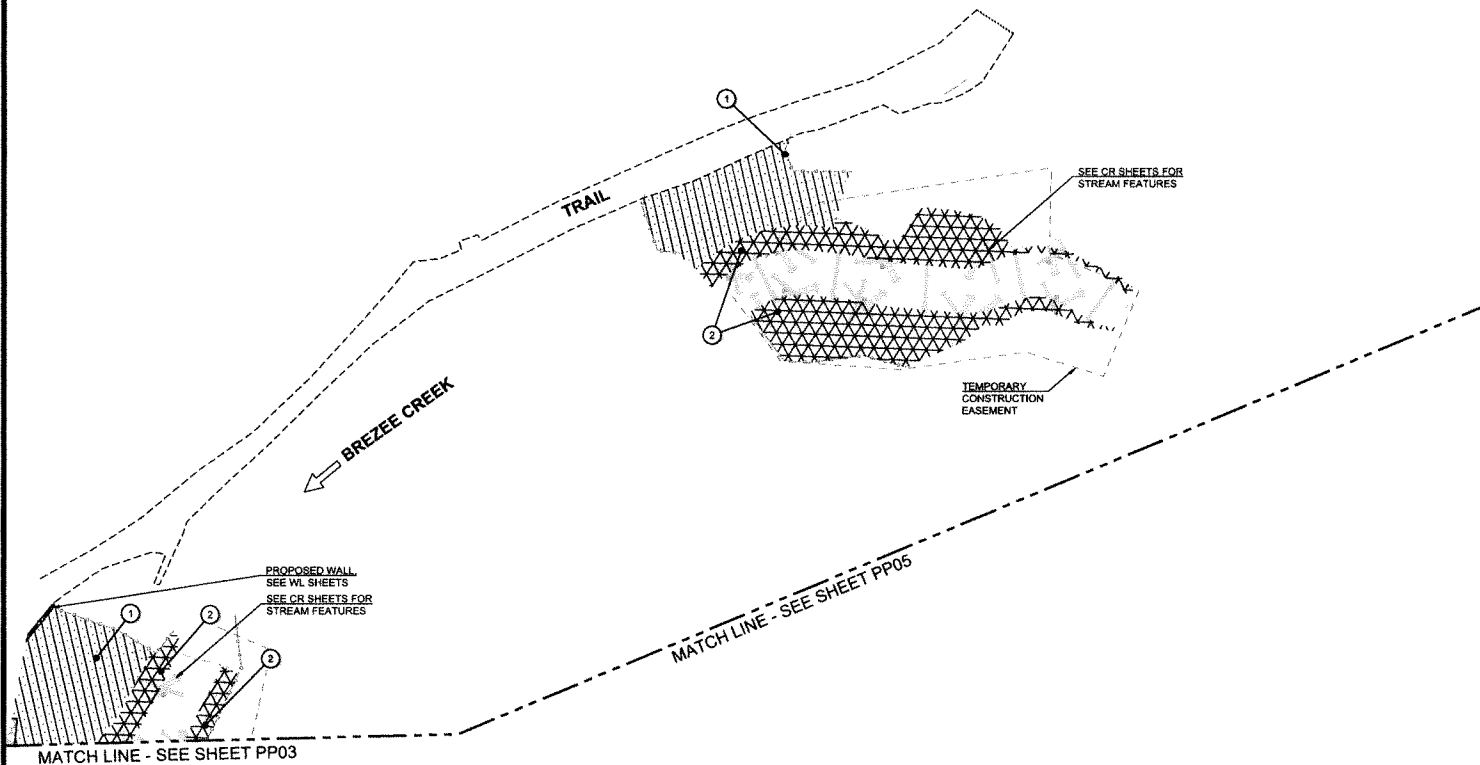 1
SEE CR SHEETS FOR
STREAM FEATURES
TRAIL
2
TEMPORARY
CONSTRUCTION
EASEMENT
BREZEE CREEK
MATCH LINE - SEE SHEET PP05
PROPOSED WALL
SEE WL SHEETS
SEE CR SHEETS FOR
STREAM FEATURES
1
2
2
MATCH LINE - SEE SHEET PP03